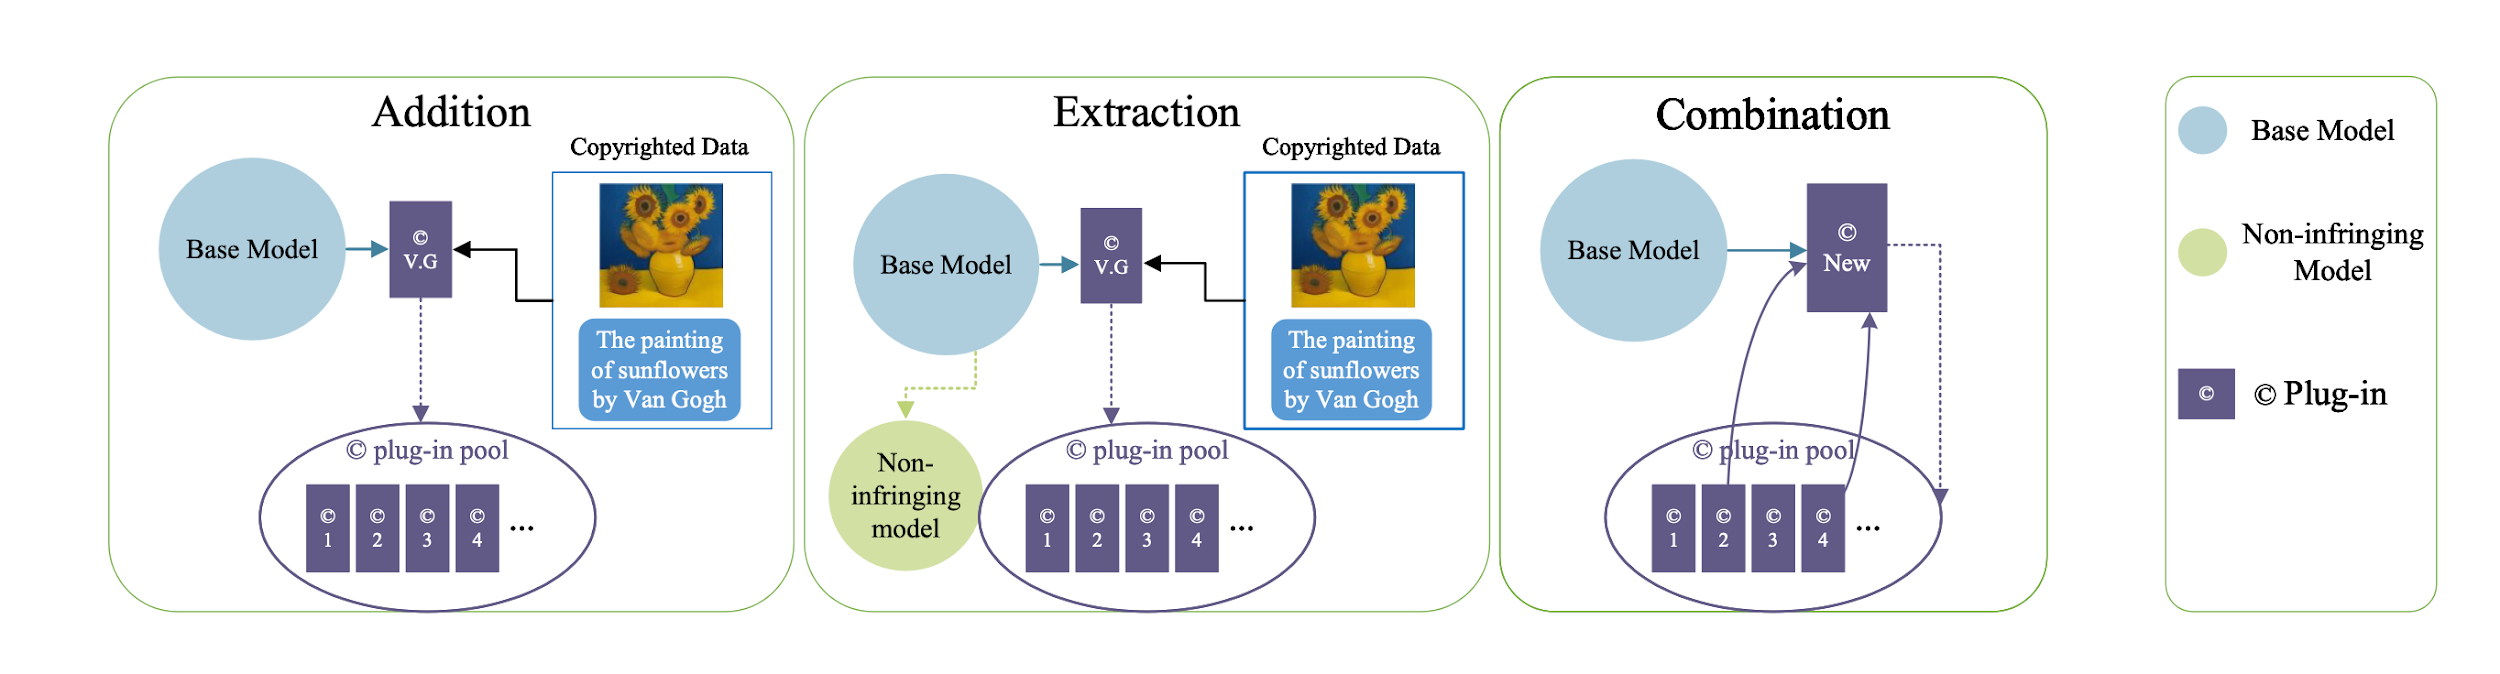 Addition
Copyrighted Data
Base Model
©
V.G
The painting
of sunflowers
by Van Gogh
© plug-in pool
© © © ©
1 2 3 4 ...
Extraction
Copyrighted Data
Base Model
©
V.G
The painting
of sunflowers
by Van Gogh
Non-
infringing
model
© plug-in pool
© © © ©
1 2 3 4 ...
Combination
Base Model
©
New
© plug-in pool
© © © ©
1 2 3 4 ...
Base Model
Non-infringing
Model
© © Plug-in